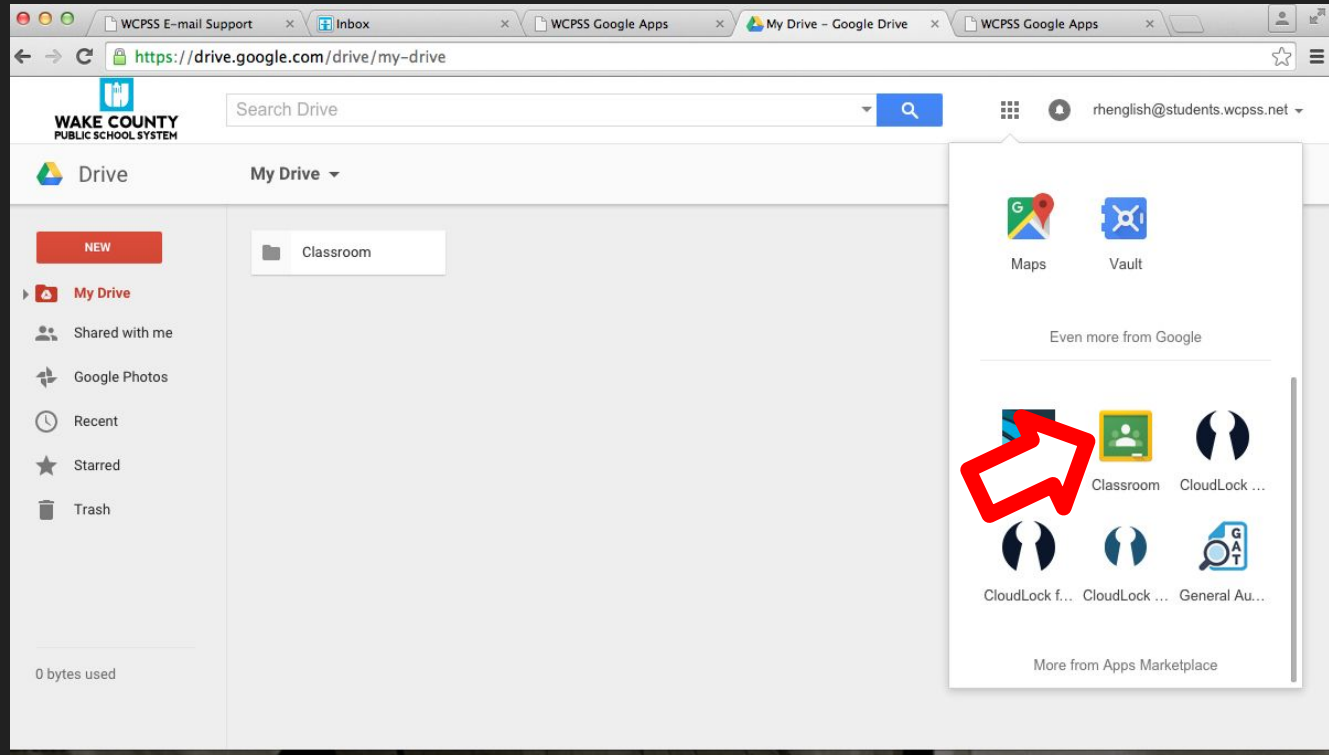 WCPSS E-mail Support
Inbox
WCPSS Google Apps
My Drive – Google Drive
WCPSS Google Apps
https://drive.google.com/drive/my-drive
WAKE COUNTY
PUBLIC SCHOOL SYSTEM
Search Drive
rhenglish@students.wcpss.net
Drive
My Drive
NEW
My Drive
Shared with me
Google Photos
Recent
Starred
Trash
0 bytes used
Classroom
G
Maps
Vault
Even more from Google
Classroom
CloudLock ...
GAT
CloudLock f...
CloudLock ...
General Au...
More from Apps Marketplace